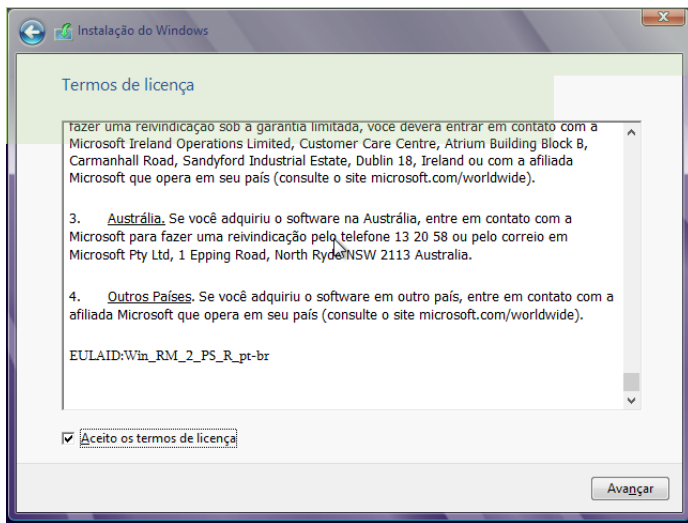 Instalação do Windows
Termos de licença
fazer uma reivindicação sob a garantia limitada, você deverá entrar em contato com a
Microsoft Ireland Operations Limited, Customer Care Centre, Atrium Building Block B,
Carmanhall Road, Sandyford Industrial Estate, Dublin 18, Ireland ou com a afiliada
Microsoft que opera em seu país (consulte o site microsoft.com/worldwide).
3. Austrália. Se você adquiriu o software na Austrália, entre em contato com a
Microsoft para fazer uma reivindicação pelo telefone 13 20 58 ou pelo correio em
Microsoft Pty Ltd, 1 Epping Road, North Ryde NSW 2113 Australia.
4. Outros Países. Se você adquiriu o software em outro país, entre em contato com a
afiliada Microsoft que opera em seu país (consulte o site microsoft.com/worldwide).
EULAID:Win_RM_2_PS_R_pt-br
Aceito os termos de licença
Avançar